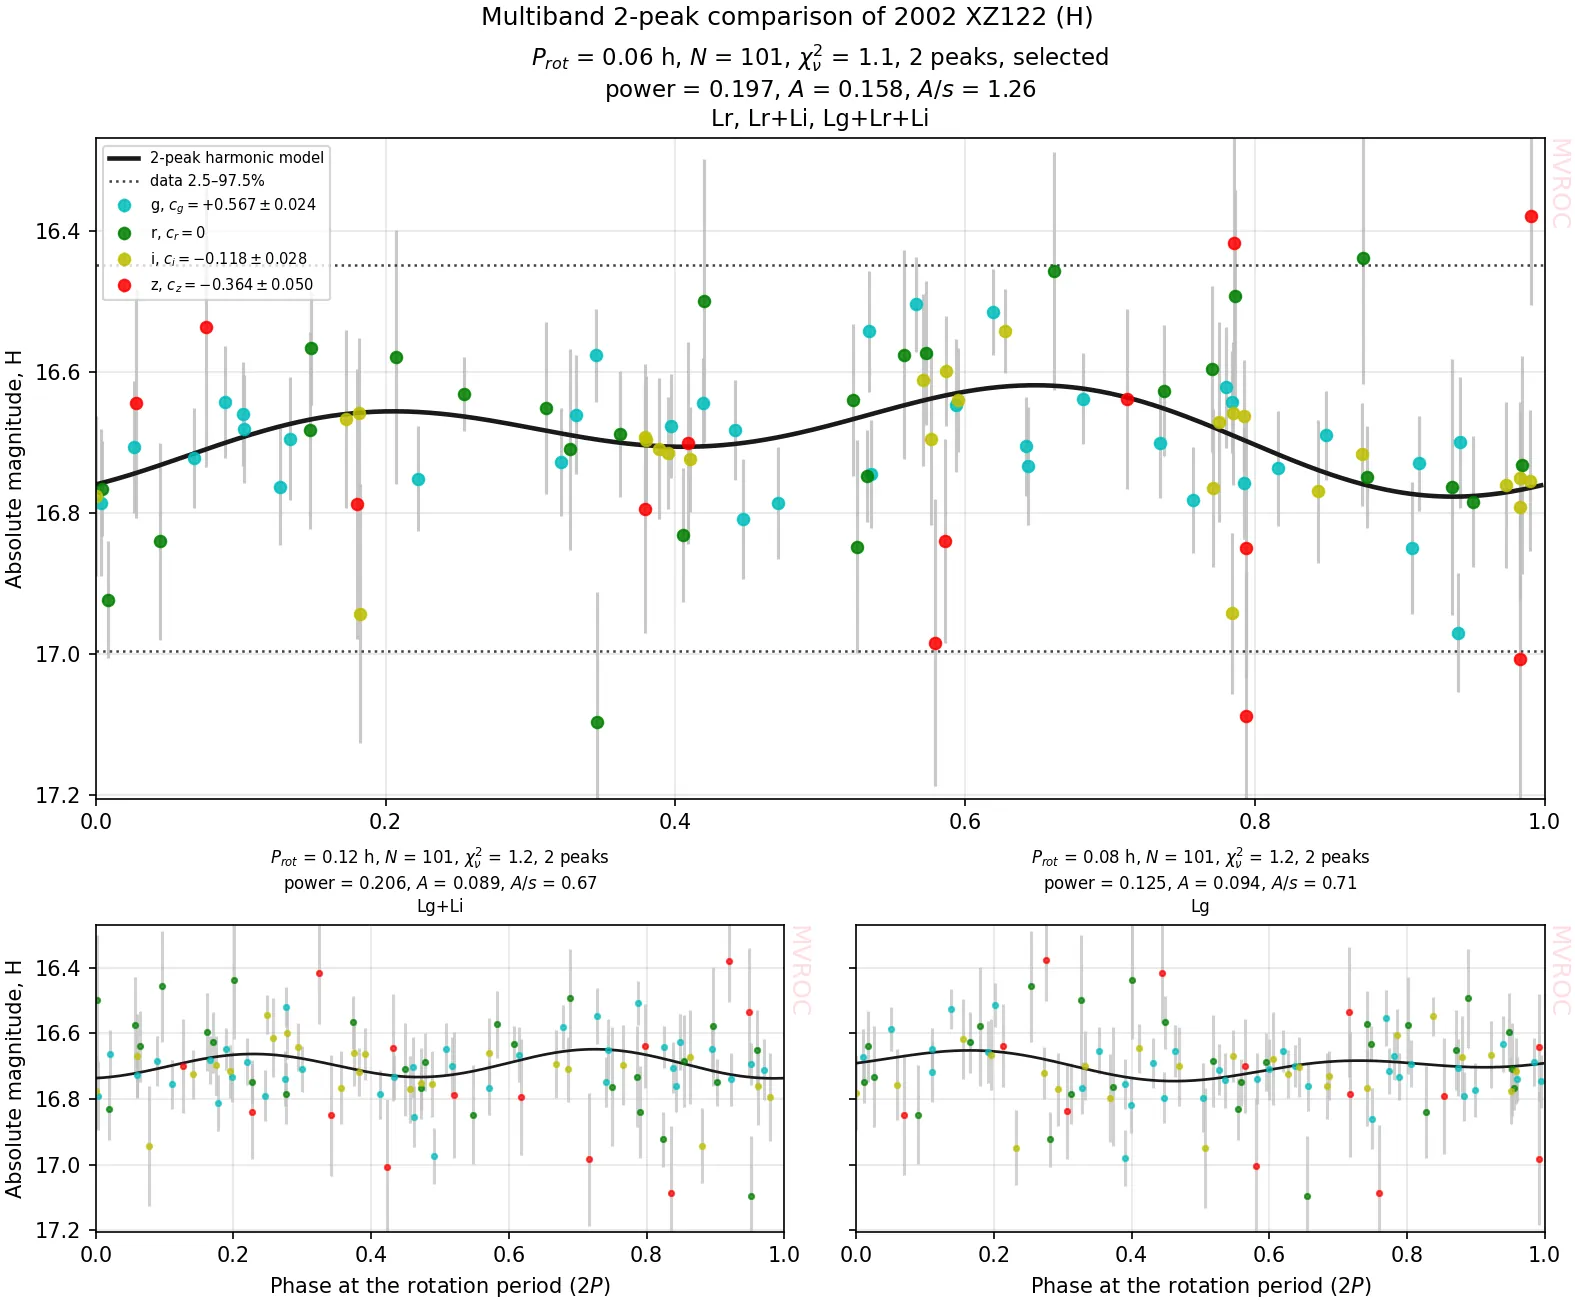 Multiband 2-peak comparison of 2002 XZ122 (H)
P_rot = 0.06 h, N = 101, χ²_ν = 1.1, 2 peaks, selected
power = 0.197, A = 0.158, A/s = 1.26
Lr, Lr+Li, Lg+Lr+Li
2-peak harmonic model
data 2.5–97.5%
g, c_g = +0.567 ± 0.024
r, c_r = 0
i, c_i = −0.118 ± 0.028
z, c_z = −0.364 ± 0.050
MVROC
Absolute magnitude, H
16.4
16.6
16.8
17.0
17.2
0.0 0.2 0.4 0.6 0.8 1.0
P_rot = 0.12 h, N = 101, χ²_ν = 1.2, 2 peaks
power = 0.206, A = 0.089, A/s = 0.67
Lg+Li
MVROC
Absolute magnitude, H
16.4
16.6
16.8
17.0
17.2
0.0 0.2 0.4 0.6 0.8 1.0
Phase at the rotation period (2P)
P_rot = 0.08 h, N = 101, χ²_ν = 1.2, 2 peaks
power = 0.125, A = 0.094, A/s = 0.71
Lg
MVROC
0.0 0.2 0.4 0.6 0.8 1.0
Phase at the rotation period (2P)